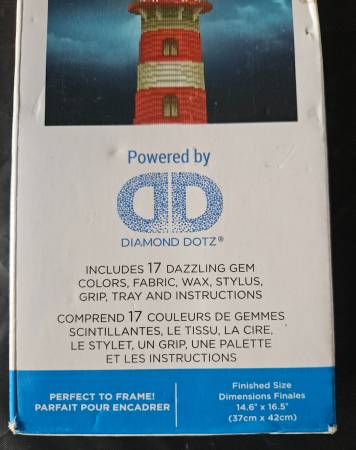 Powered by
DIAMOND DOTZ®
INCLUDES 17 DAZZLING GEM
COLORS, FABRIC, WAX, STYLUS,
GRIP, TRAY AND INSTRUCTIONS
COMPREND 17 COULEURS DE GEMMES
SCINTILLANTES, LE TISSU, LA CIRE,
LE STYLET, UN GRIP, UNE PALETTE
ET LES INSTRUCTIONS
PERFECT TO FRAME!
PARFAIT POUR ENCADRER
Finished Size
Dimensions Finales
14.6" x 16.5"
(37cm x 42cm)